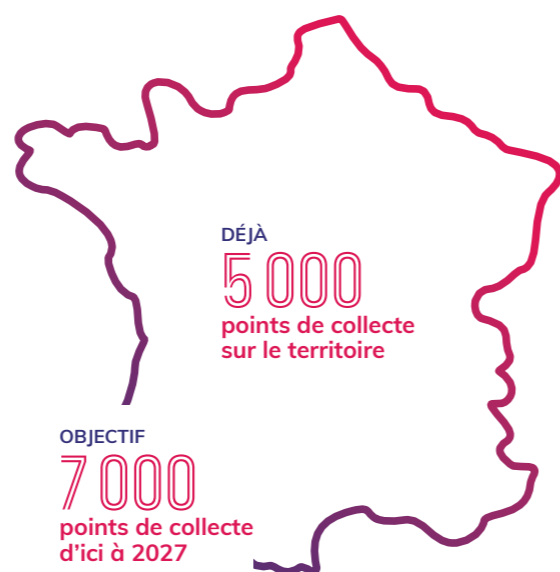 DÉJÀ
5 000
points de collecte
sur le territoire
OBJECTIF
7 000
points de collecte
d'ici à 2027